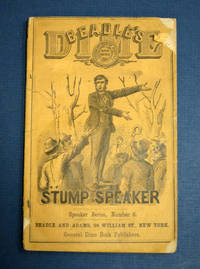 BEADLE'S
DIME
STUMP SPEAKER
Speaker Series, Number 6.
BEADLE AND ADAMS, 98 WILLIAM ST., NEW YORK.
General Dime Book Publishers.